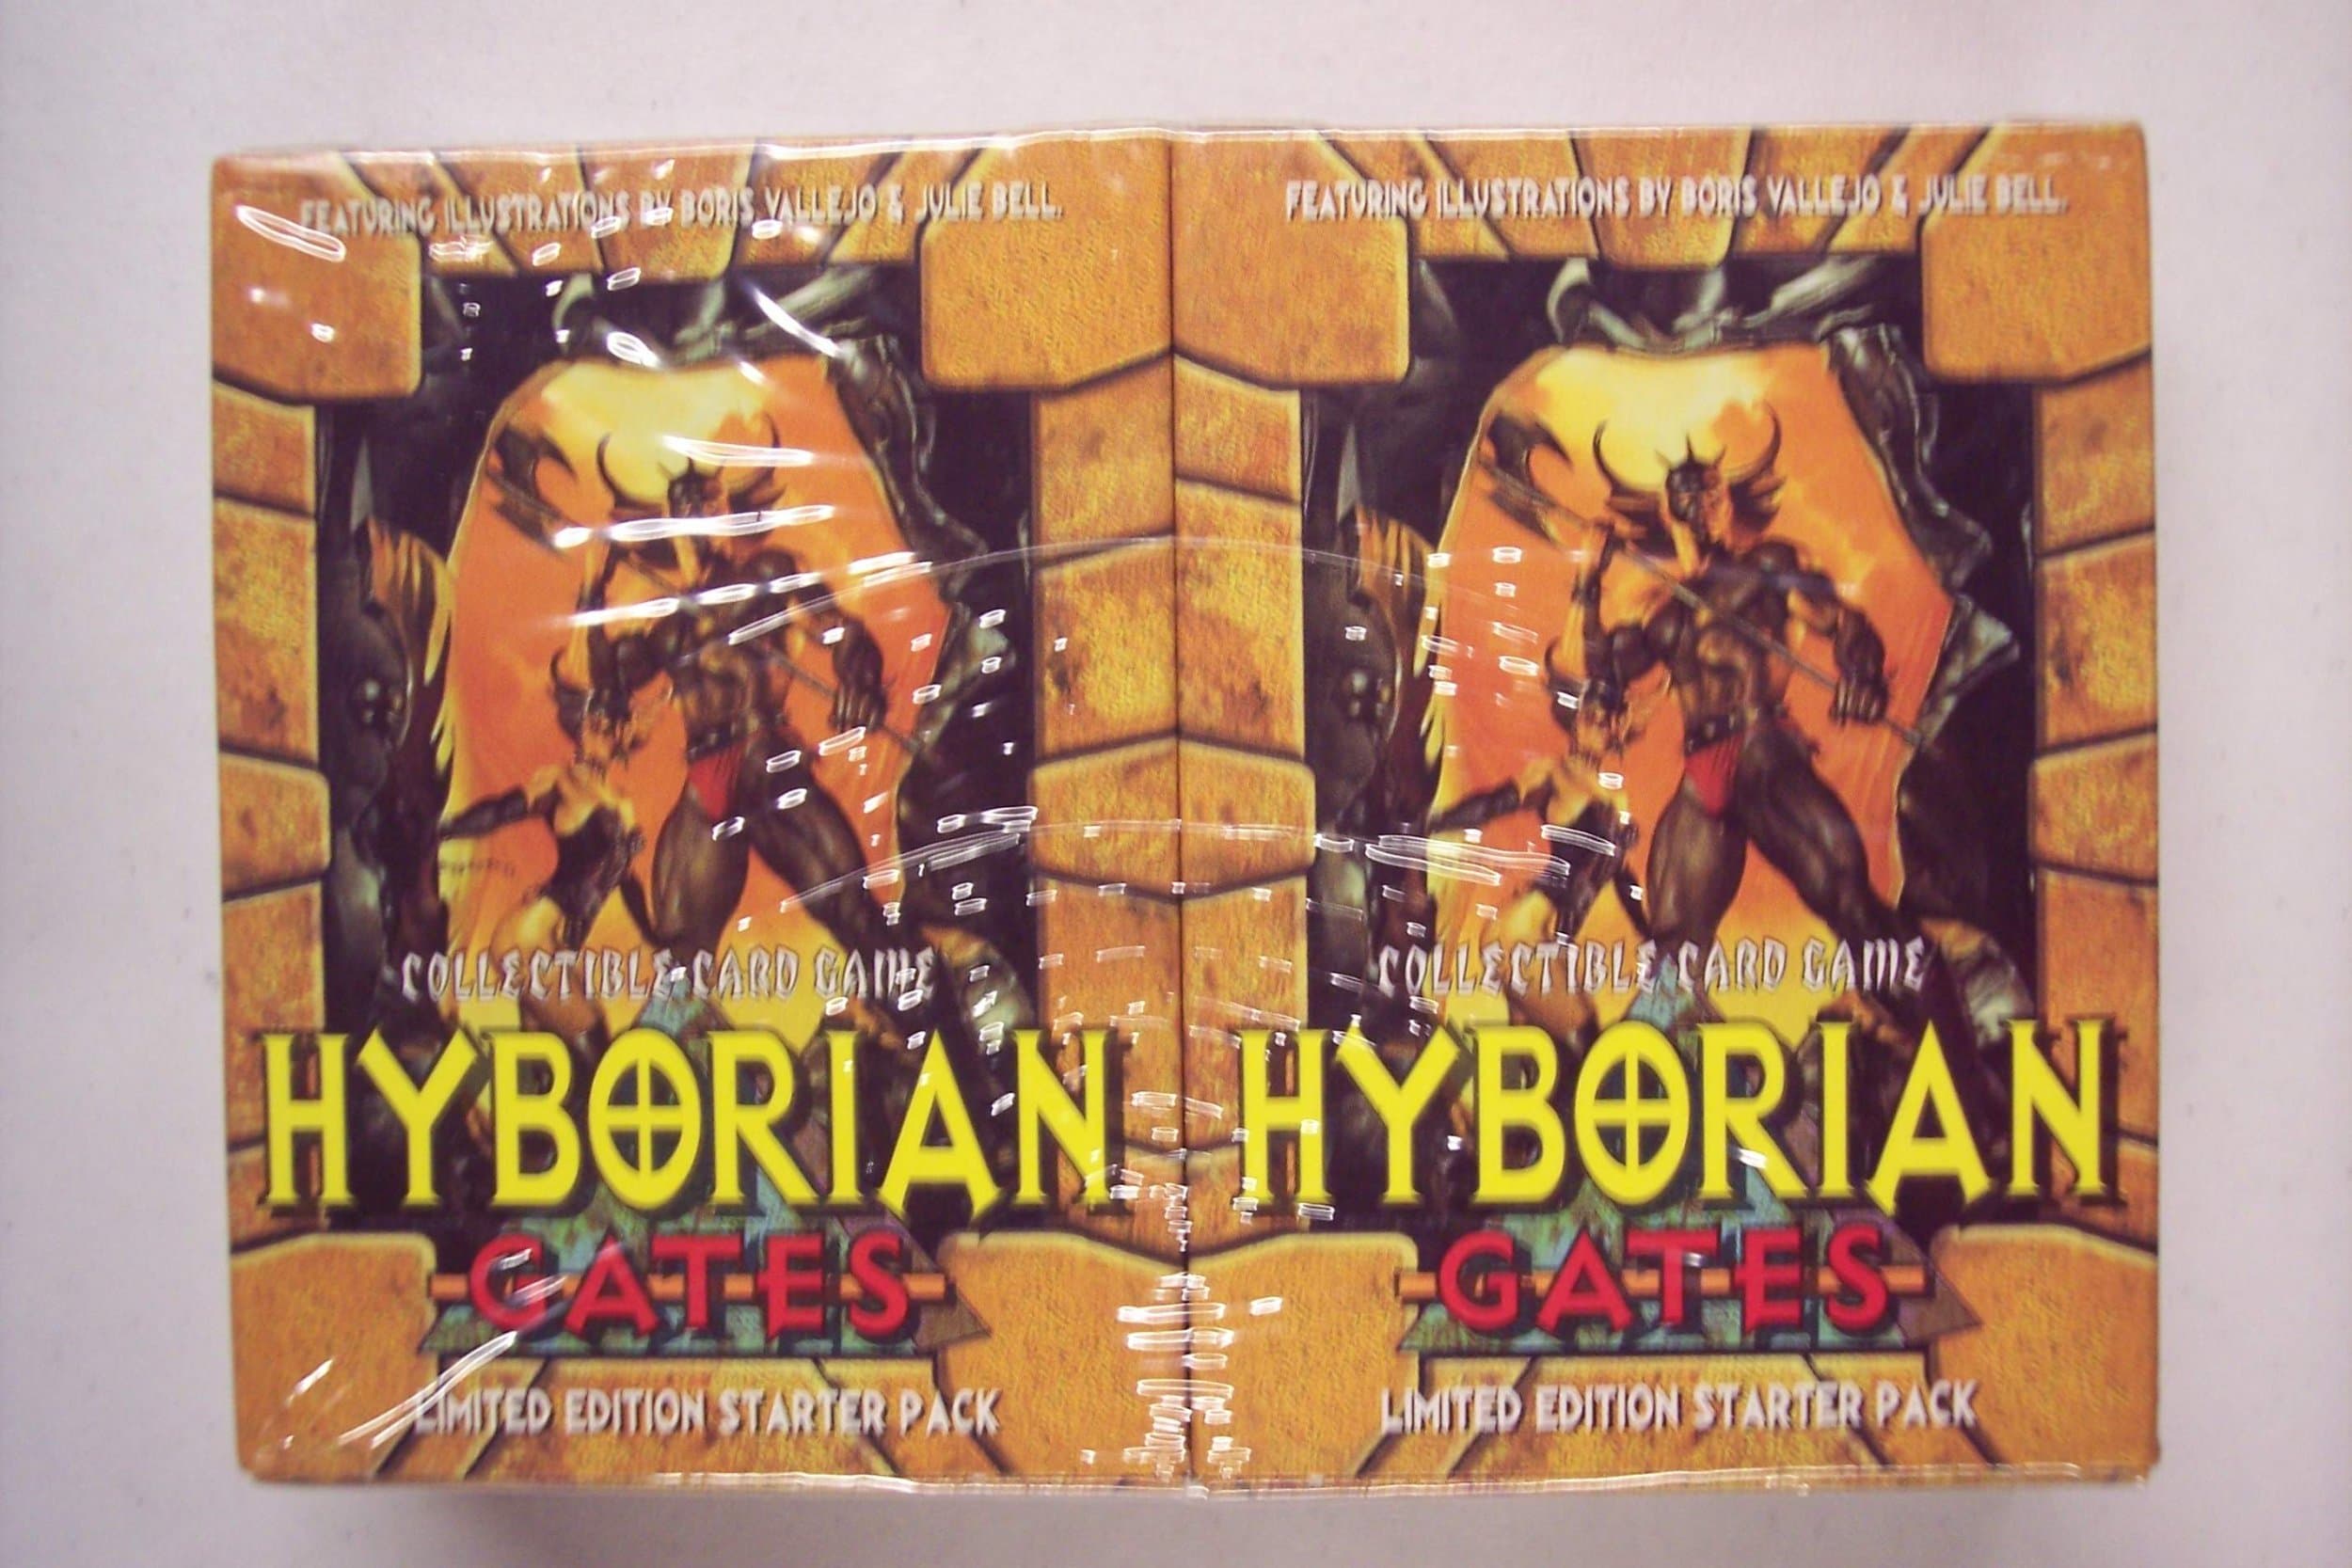 FEATURING ILLUSTRATIONS BY BORIS VALLEJO & JULIE BELL.
COLLECTIBLE CARD GAME
HYBORIAN
GATES
LIMITED EDITION STARTER PACK
FEATURING ILLUSTRATIONS BY BORIS VALLEJO & JULIE BELL.
COLLECTIBLE CARD GAME
HYBORIAN
GATES
LIMITED EDITION STARTER PACK